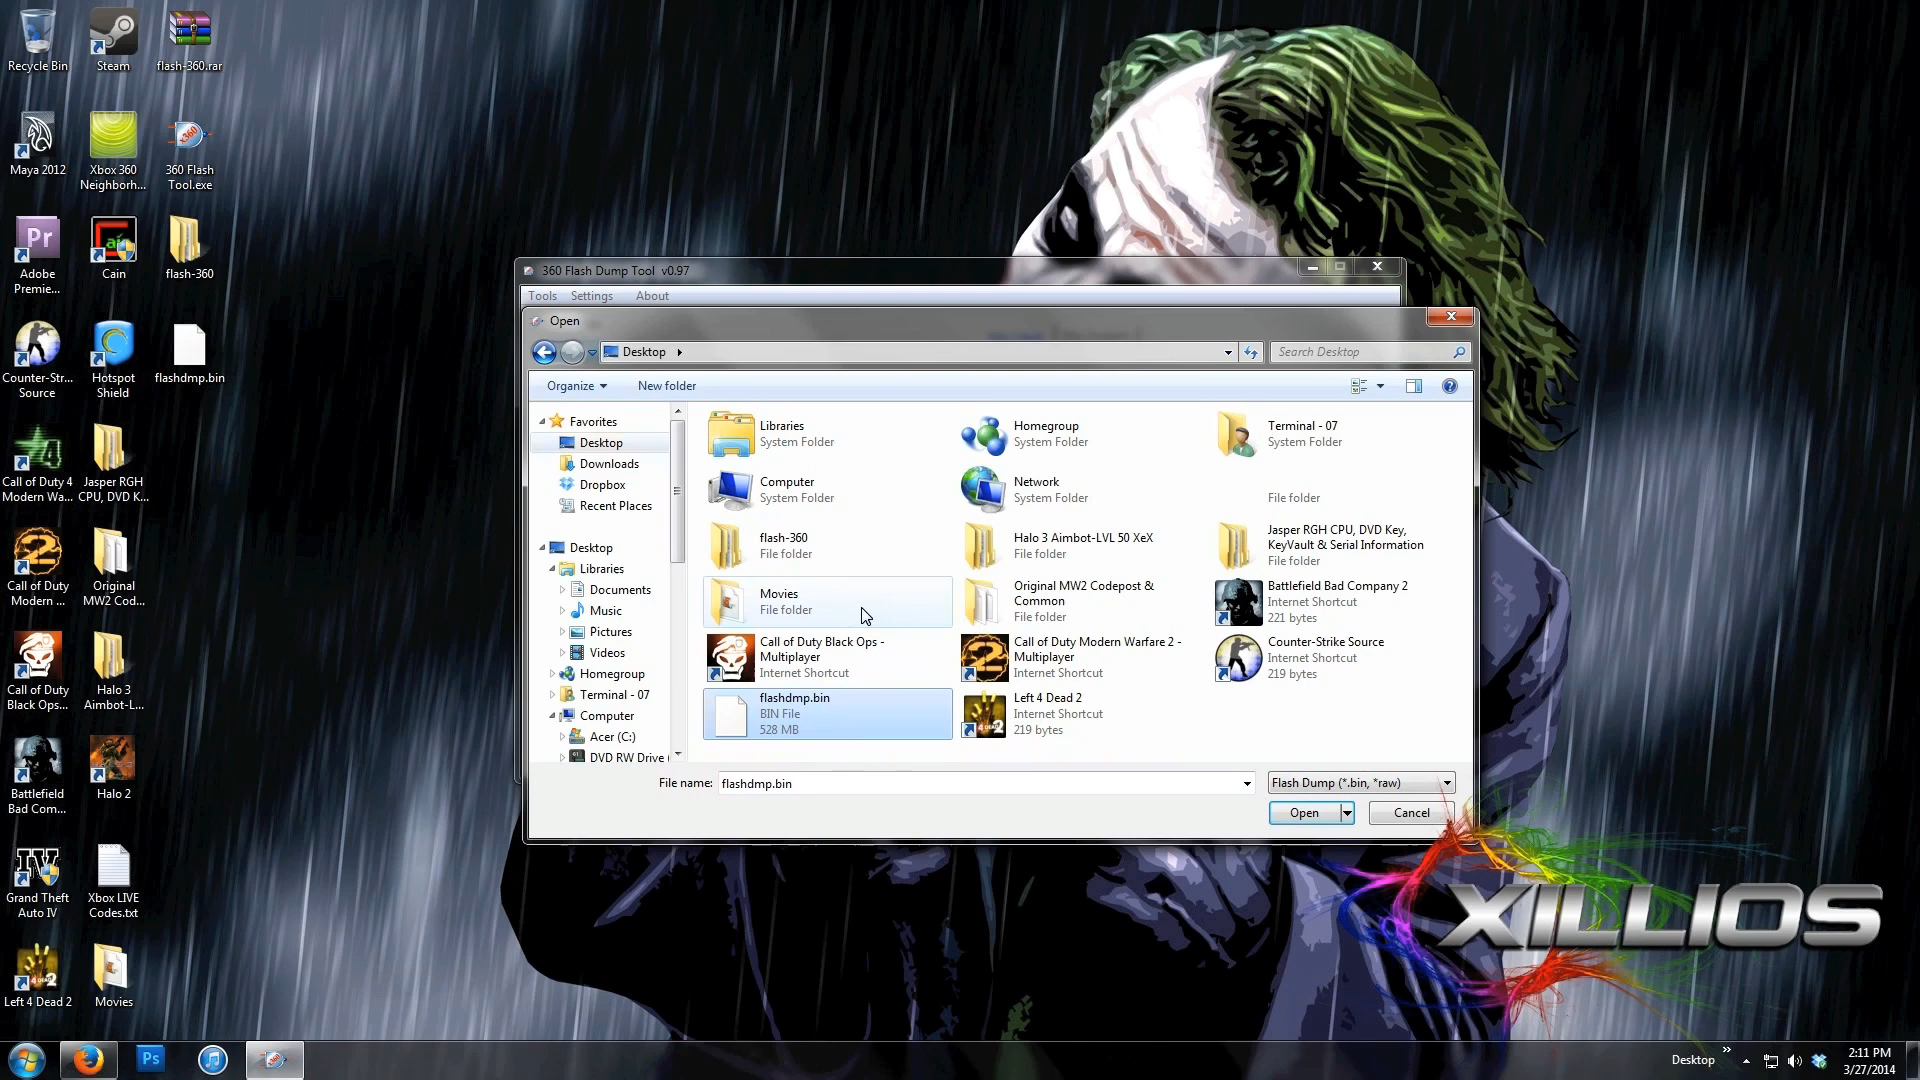 Recycle Bin
Steam
flash-360.rar
Maya 2012
Xbox 360
Neighborh...
360 Flash
Tool.exe
Adobe
Premie...
Cain
flash-360
Counter-Str...
Source
Hotspot
Shield
flashdmp.bin
Call of Duty 4
Modern Wa...
Jasper RGH
CPU, DVD K...
Call of Duty
Modern ...
Original
MW2 Cod...
Call of Duty
Black Ops...
Halo 3
Aimbot-L...
Battlefield
Bad Com...
Halo 2
Grand Theft
Auto IV
Xbox LIVE
Codes.txt
Left 4 Dead 2
Movies
360 Flash Dump Tool v0.97
Tools Settings About
Open
Desktop
Search Desktop
Organize
New folder
Favorites
Desktop
Downloads
Dropbox
Recent Places
Desktop
Libraries
Documents
Music
Pictures
Videos
Homegroup
Terminal - 07
Computer
Acer (C:)
DVD RW Drive (
Libraries
System Folder
Homegroup
System Folder
Terminal - 07
System Folder
Computer
System Folder
Network
System Folder
File folder
flash-360
File folder
Halo 3 Aimbot-LVL 50 XeX
File folder
Jasper RGH CPU, DVD Key,
KeyVault & Serial Information
File folder
Movies
File folder
Original MW2 Codepost &
Common
File folder
Battlefield Bad Company 2
Internet Shortcut
221 bytes
Call of Duty Black Ops -
Multiplayer
Internet Shortcut
Call of Duty Modern Warfare 2 -
Multiplayer
Internet Shortcut
Counter-Strike Source
Internet Shortcut
219 bytes
flashdmp.bin
BIN File
528 MB
Left 4 Dead 2
Internet Shortcut
219 bytes
File name: flashdmp.bin
Flash Dump (*.bin, *raw)
Open
Cancel
XILLIOS
Ps
Desktop
2:11 PM
3/27/2014